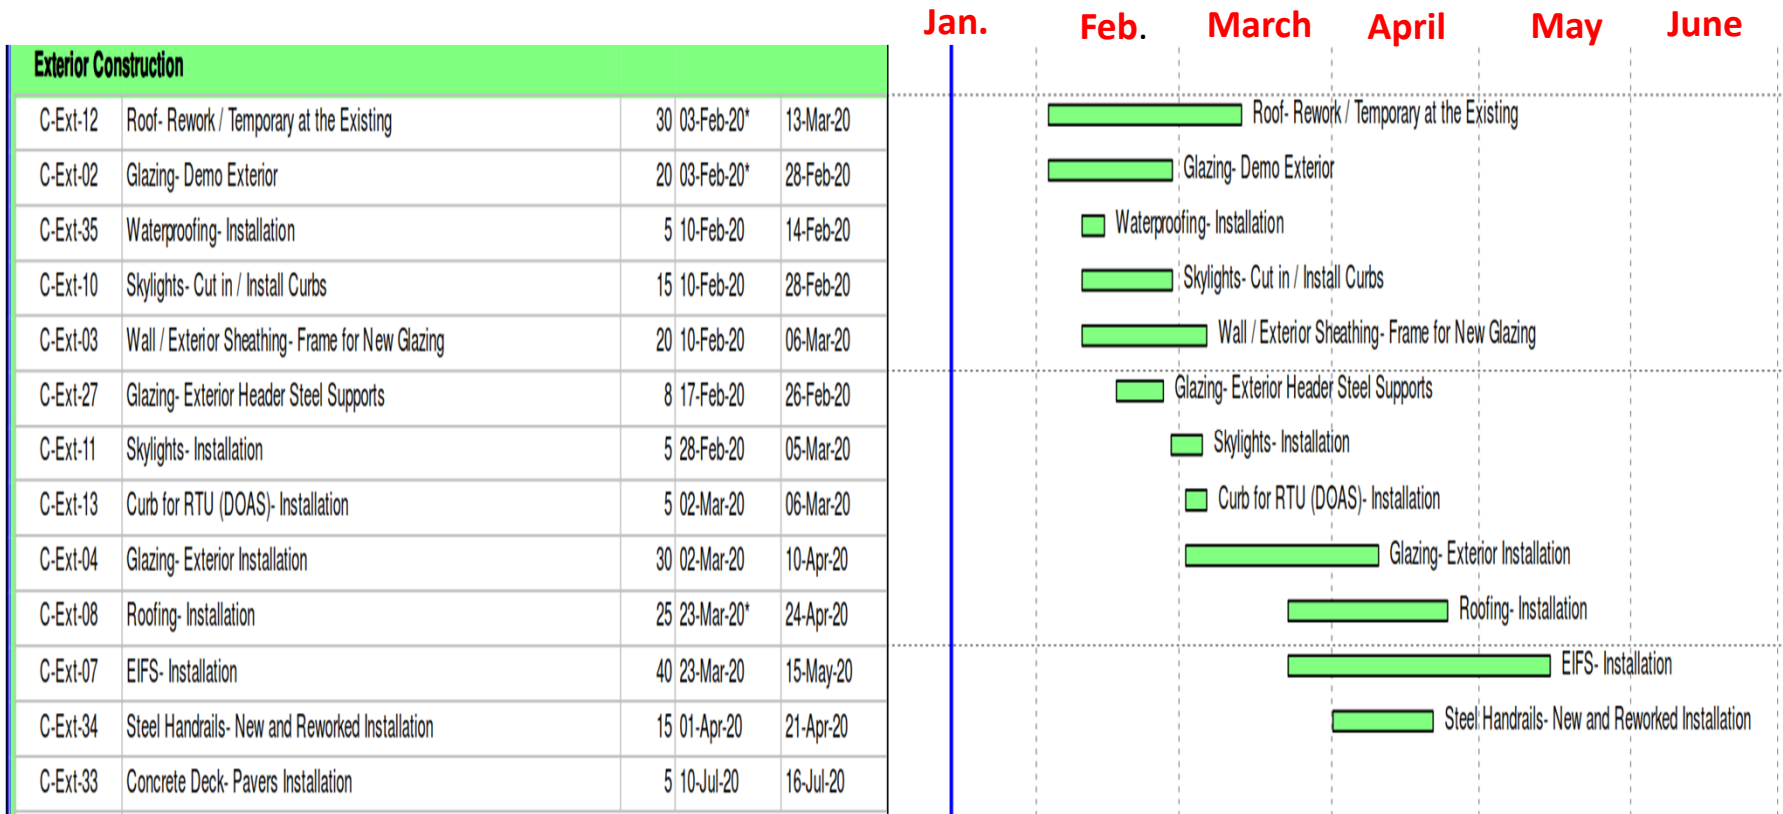 Jan. Feb. March April May June
Exterior Construction
C-Ext-12 Roof- Rework / Temporary at the Existing 30 03-Feb-20* 13-Mar-20 Roof- Rework / Temporary at the Existing
C-Ext-02 Glazing- Demo Exterior 20 03-Feb-20* 28-Feb-20 Glazing- Demo Exterior
C-Ext-35 Waterproofing- Installation 5 10-Feb-20 14-Feb-20 Waterproofing- Installation
C-Ext-10 Skylights- Cut in / Install Curbs 15 10-Feb-20 28-Feb-20 Skylights- Cut in / Install Curbs
C-Ext-03 Wall / Exterior Sheathing- Frame for New Glazing 20 10-Feb-20 06-Mar-20 Wall / Exterior Sheathing- Frame for New Glazing
C-Ext-27 Glazing- Exterior Header Steel Supports 8 17-Feb-20 26-Feb-20 Glazing- Exterior Header Steel Supports
C-Ext-11 Skylights- Installation 5 28-Feb-20 05-Mar-20 Skylights- Installation
C-Ext-13 Curb for RTU (DOAS)- Installation 5 02-Mar-20 06-Mar-20 Curb for RTU (DOAS)- Installation
C-Ext-04 Glazing- Exterior Installation 30 02-Mar-20 10-Apr-20 Glazing- Exterior Installation
C-Ext-08 Roofing- Installation 25 23-Mar-20* 24-Apr-20 Roofing- Installation
C-Ext-07 EIFS- Installation 40 23-Mar-20 15-May-20 EIFS- Installation
C-Ext-34 Steel Handrails- New and Reworked Installation 15 01-Apr-20 21-Apr-20 Steel Handrails- New and Reworked Installation
C-Ext-33 Concrete Deck- Pavers Installation 5 10-Jul-20 16-Jul-20